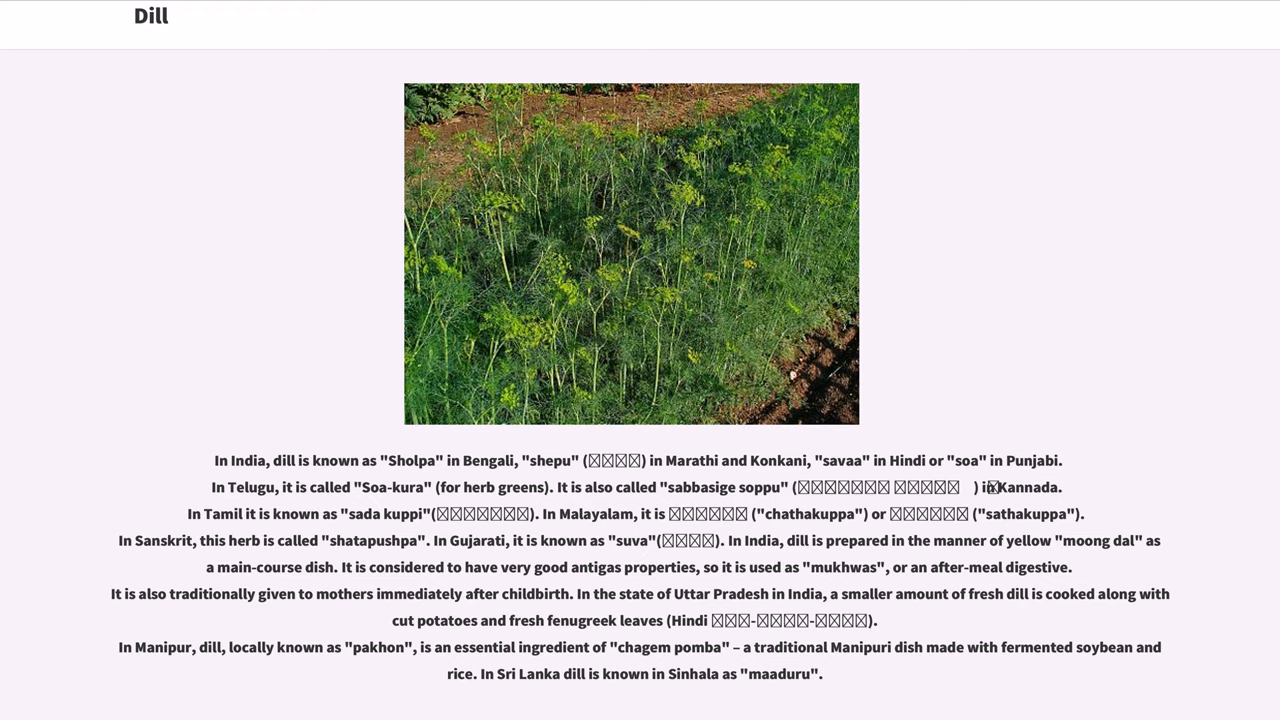 Dill
In India, dill is known as "Sholpa" in Bengali, "shepu" () in Marathi and Konkani, "savaa" in Hindi or "soa" in Punjabi.
In Telugu, it is called "Soa-kura" (for herb greens). It is also called "sabbasige soppu" ( ) in Kannada.
In Tamil it is known as "sada kuppi"(). In Malayalam, it is ("chathakuppa") or ("sathakuppa").
In Sanskrit, this herb is called "shatapushpa". In Gujarati, it is known as "suva"(). In India, dill is prepared in the manner of yellow "moong dal" as
a main-course dish. It is considered to have very good antigas properties, so it is used as "mukhwas", or an after-meal digestive.
It is also traditionally given to mothers immediately after childbirth. In the state of Uttar Pradesh in India, a smaller amount of fresh dill is cooked along with
cut potatoes and fresh fenugreek leaves (Hindi --).
In Manipur, dill, locally known as "pakhon", is an essential ingredient of "chagem pomba" – a traditional Manipuri dish made with fermented soybean and
rice. In Sri Lanka dill is known in Sinhala as "maaduru".